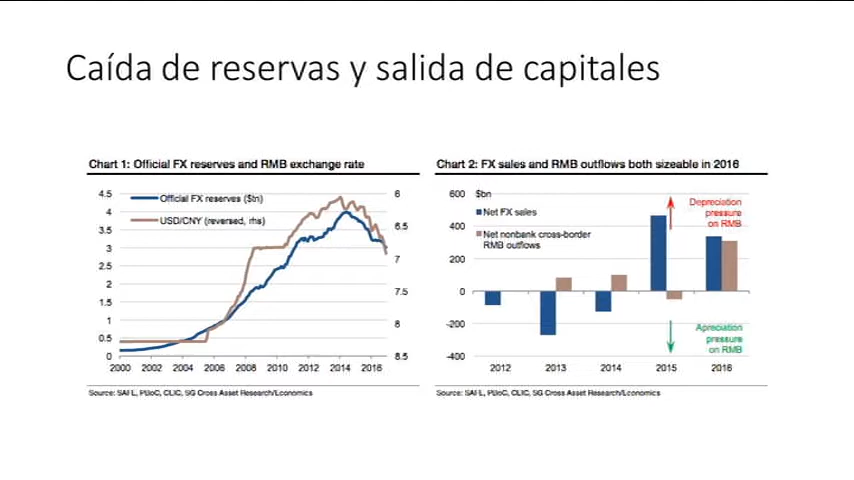 Caída de reservas y salida de capitales
Chart 1: Official FX reserves and RMB exchange rate
4.5
4
3.5
3
2.5
2
1.5
1
0.5
0
Official FX reserves ($tn)
USD/CNY (reversed, rhs)
6
6.5
7
7.5
8
8.5
2000 2002 2004 2006 2008 2010 2012 2014 2016
Source: SAFE, PBoC, CEIC, SG Cross Asset Research/Economics
Chart 2: FX sales and RMB outflows both sizeable in 2016
600
400
200
0
-200
-400
$bn
Net FX sales
Net nonbank cross-border
RMB outflows
Depreciation
pressure
on RMB
Apreciation
pressure
on RMB
2012 2013 2014 2015 2016
Source: SAFE, PBoC, CEIC, SG Cross Asset Research/Economics